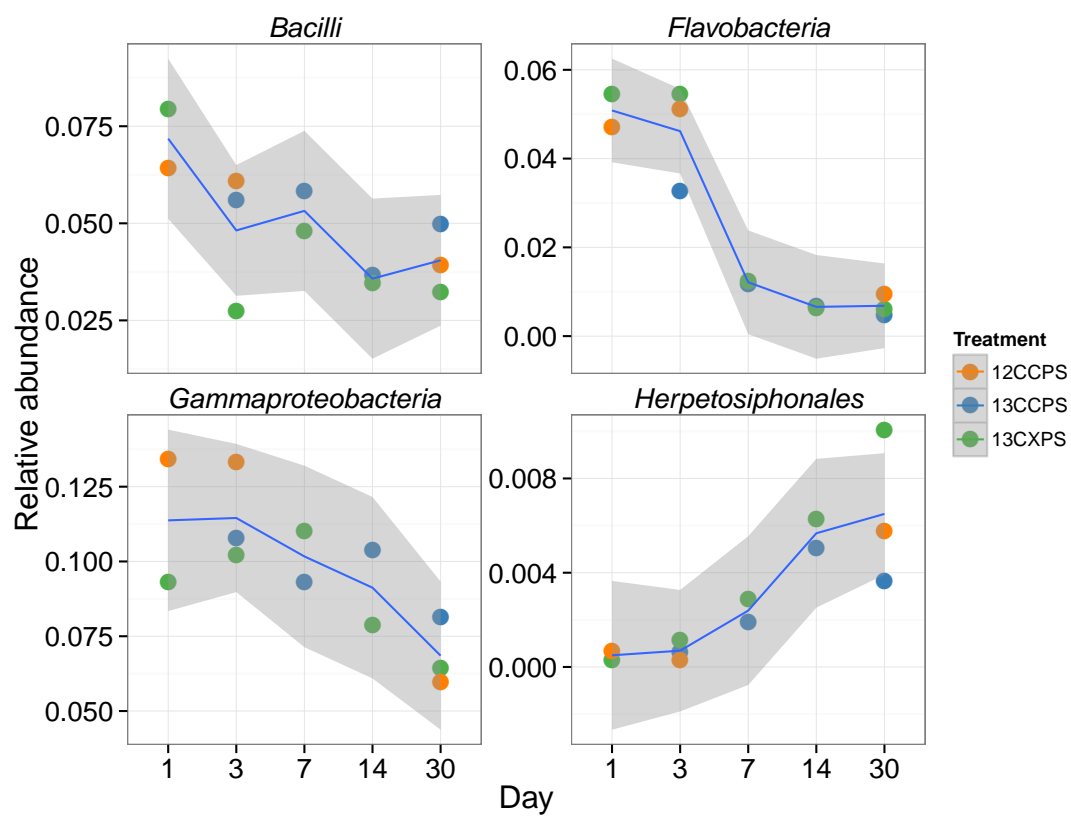 Bacilli
Flavobacteria
0.075
0.050
0.025
0.06
0.04
0.02
0.00
Relative abundance
Gammaproteobacteria
Herpetosiphonales
0.125
0.100
0.075
0.050
0.008
0.004
0.000
1 3 7 14 30
1 3 7 14 30
Day
Treatment
12CCPS
13CCPS
13CXPS